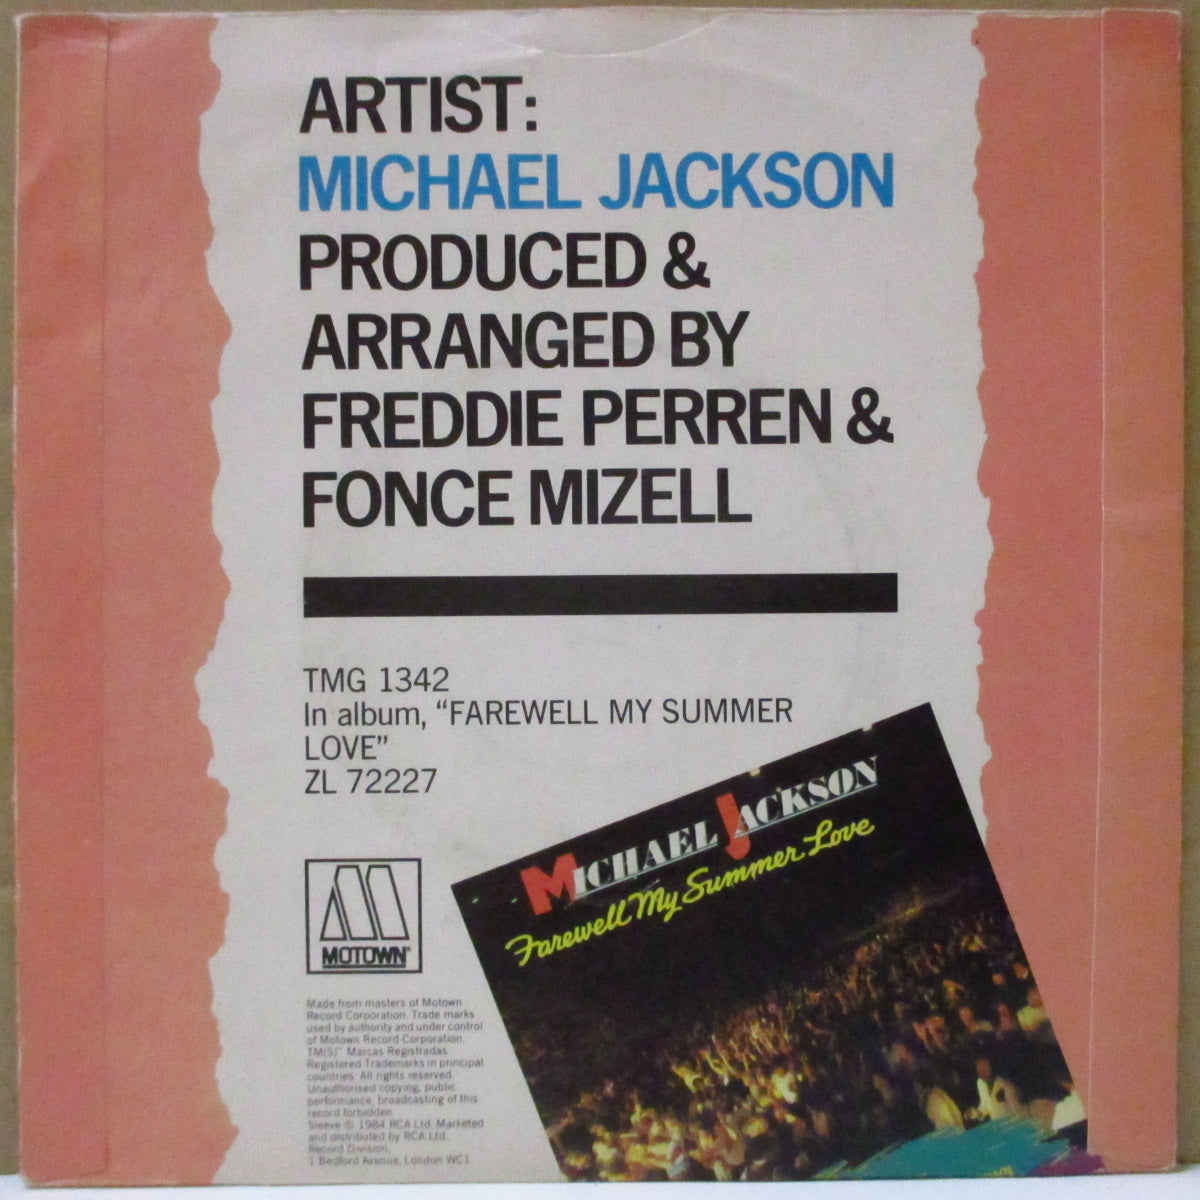 ARTIST:
MICHAEL JACKSON
PRODUCED &
ARRANGED BY
FREDDIE PERREN &
FONCE MIZELL
TMG 1342
In album, “FAREWELL MY SUMMER
LOVE”
ZL 72227
MICHAEL JACKSON
Farewell My Summer Love
MOTOWN
Made from masters of Motown
Record Corporation. Trade marks
used by authority and under control
of Motown Record Corporation.
TM(S)" Marcas Registradas.
Registered Trademarks in principal
countries. All rights reserved.
Unauthorised copying, public
performance, broadcasting of this
record forbidden
Sleeve © 1984 RCA Ltd. Marketed
and distributed by RCA Ltd.
Record Division,
1 Bedford Avenue, London WC1